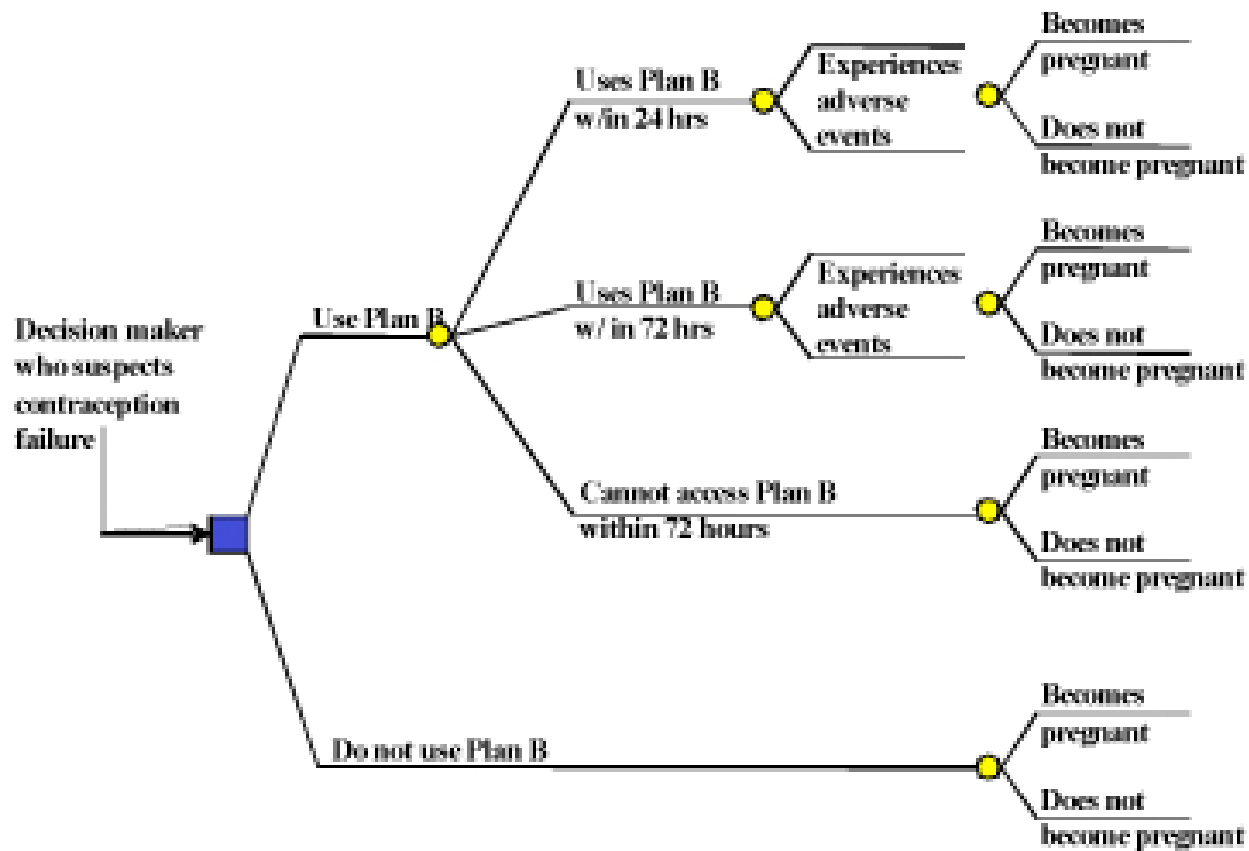 Becomes
pregnant
Uses Plan B
w/in 24 hrs
Experiences
adverse
events
Does not
become pregnant
Becomes
pregnant
Uses Plan B
w/ in 72 hrs
Experiences
adverse
events
Does not
become pregnant
Decision maker
who suspects
contraception
failure
Use Plan B
Becomes
pregnant
Cannot access Plan B
within 72 hours
Does not
become pregnant
Becomes
pregnant
Do not use Plan B
Does not
become pregnant